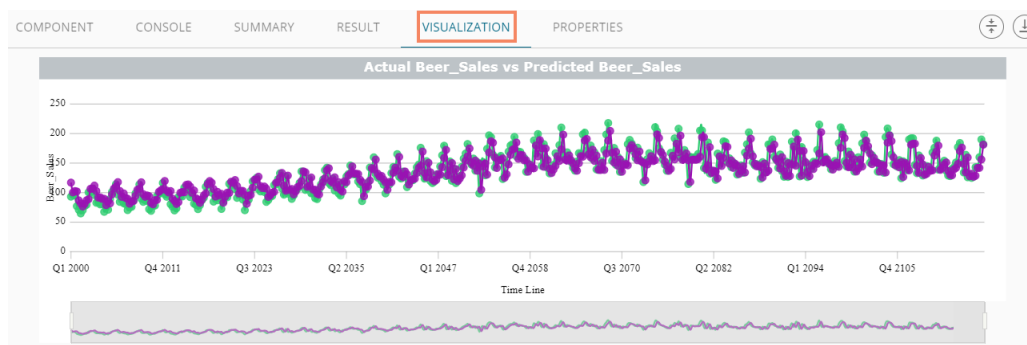 COMPONENT CONSOLE SUMMARY RESULT VISUALIZATION PROPERTIES
Actual Beer_Sales vs Predicted Beer_Sales
250
200
150
100
50
0
Beer_Sales
Q1 2000 Q4 2011 Q3 2023 Q2 2035 Q1 2047 Q4 2058 Q3 2070 Q2 2082 Q1 2094 Q4 2105
Time Line